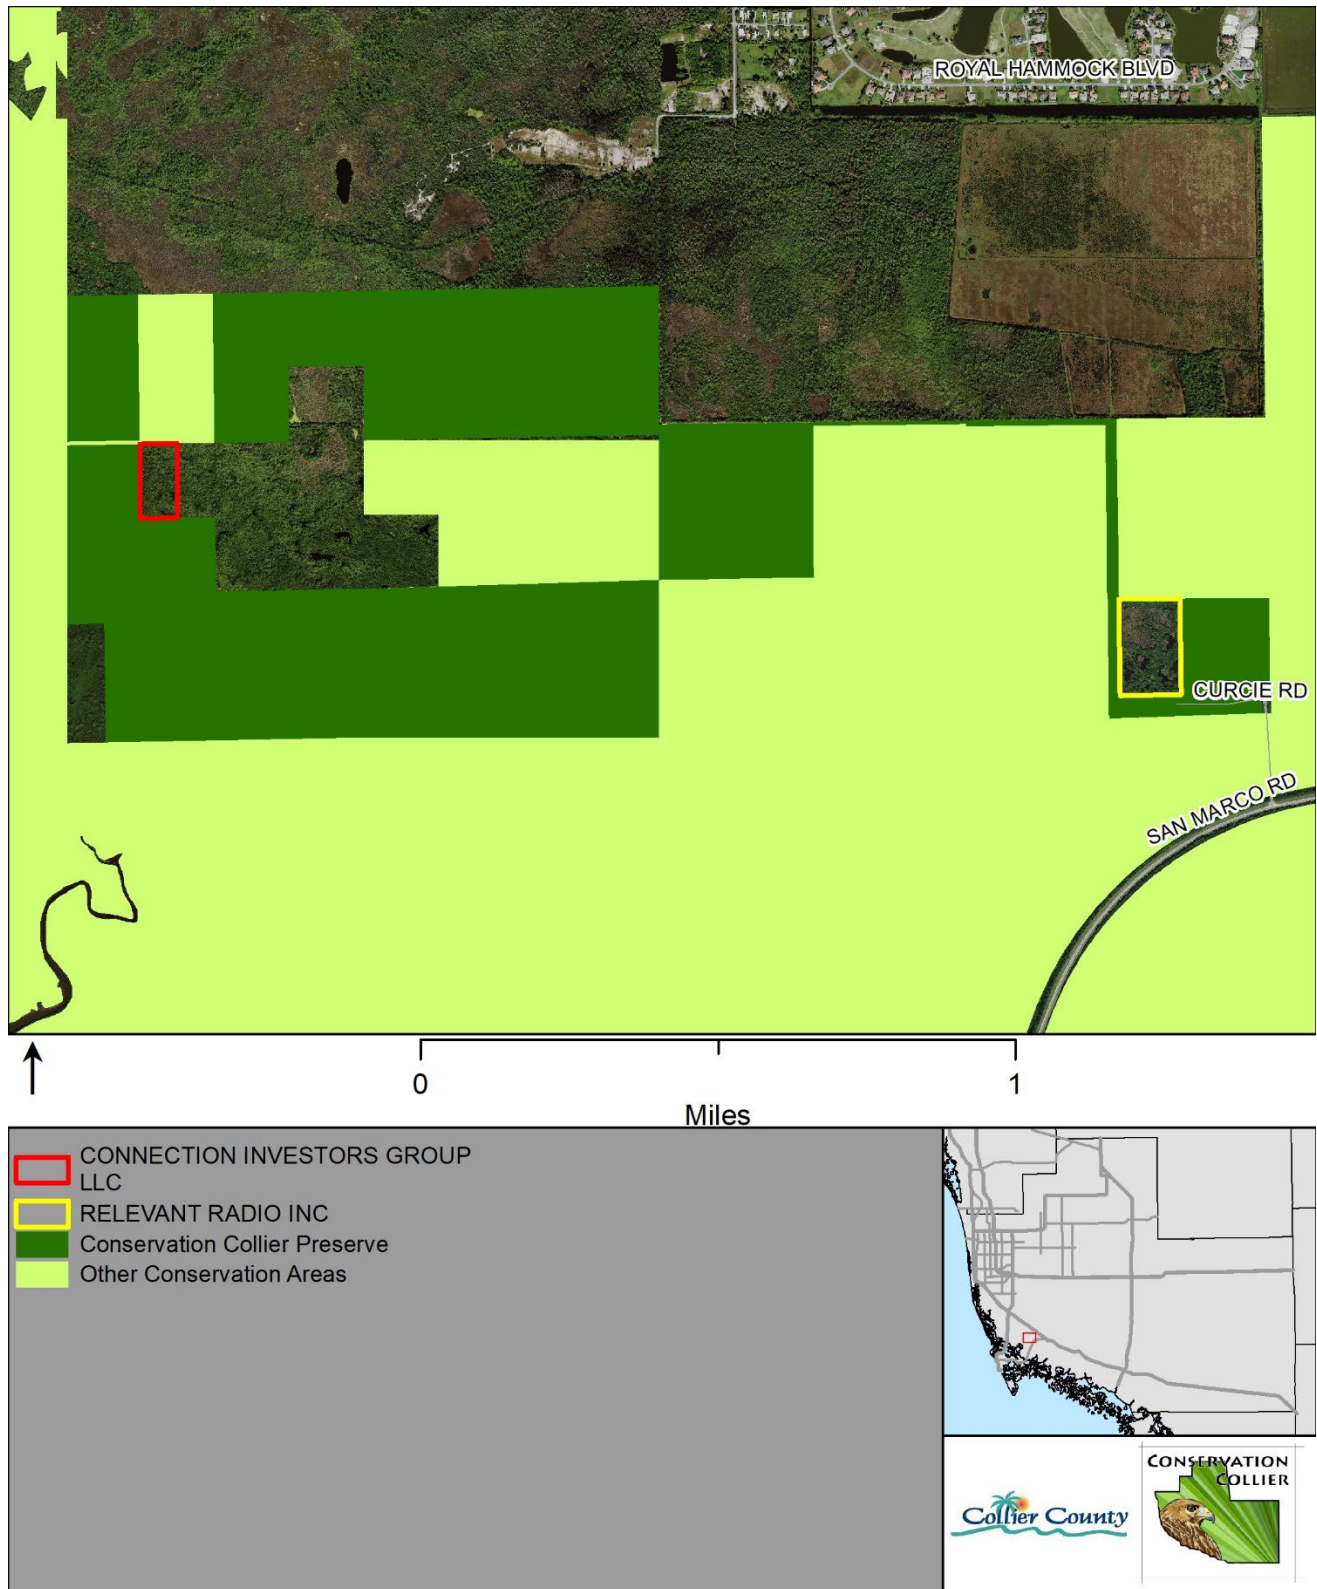 ROYAL HAMMOCK BLVD
CURCIE RD
SAN MARCO RD
0 1
Miles
CONNECTION INVESTORS GROUP
LLC
RELEVANT RADIO INC
Conservation Collier Preserve
Other Conservation Areas
Collier County
CONSERVATION
COLLIER